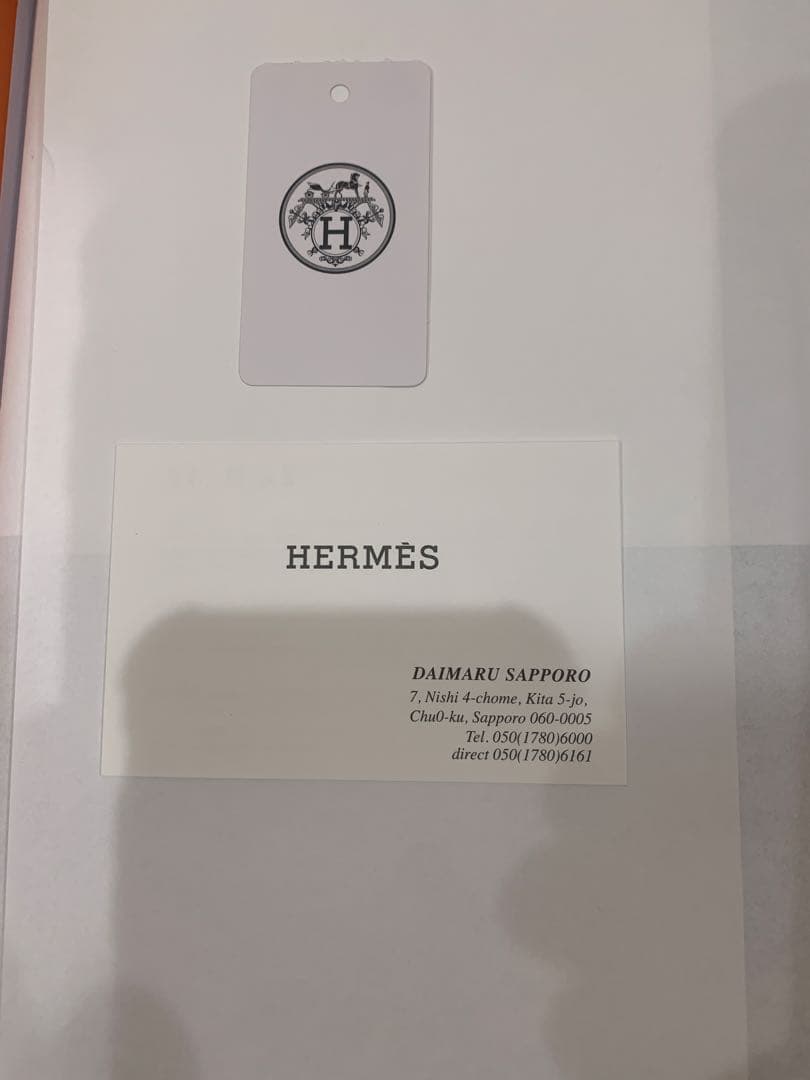 H
HERMÈS
DAIMARU SAPPORO
7, Nishi 4-chome, Kita 5-jo,
Chu0-ku, Sapporo 060-0005
Tel. 050(1780)6000
direct 050(1780)6161